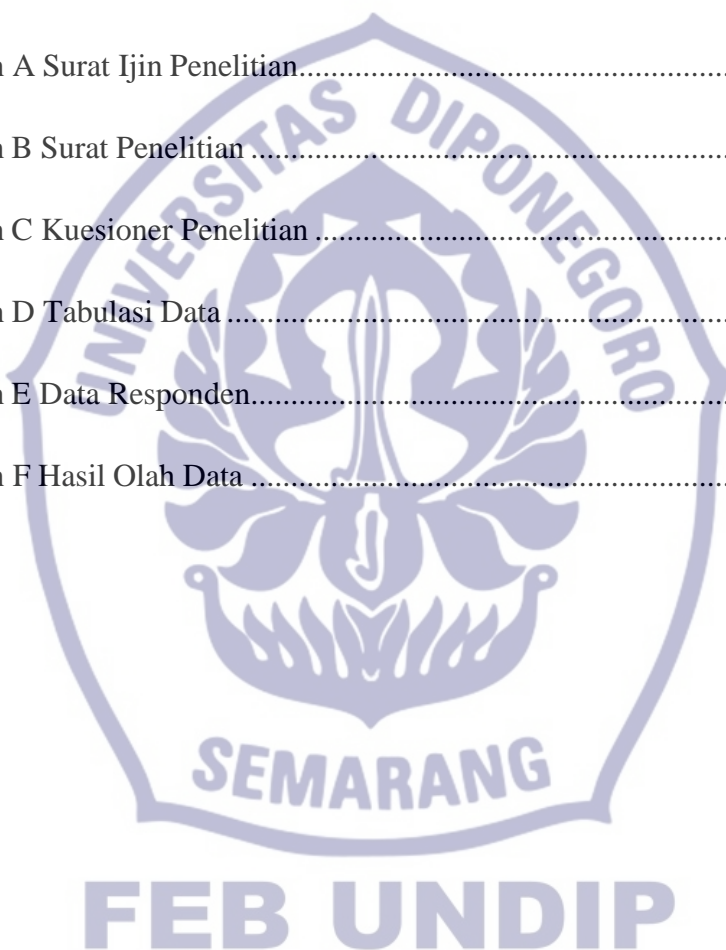 n A Surat Ijin Penelitian..........................................................
n B Surat Penelitian ................................................................
n C Kuesioner Penelitian .......................................................
n D Tabulasi Data ....................................................................
n E Data Responden.................................................................
n F Hasil Olah Data ................................................................
UNIVERSITAS DIPONEGORO
SEMARANG
FEB UNDIP